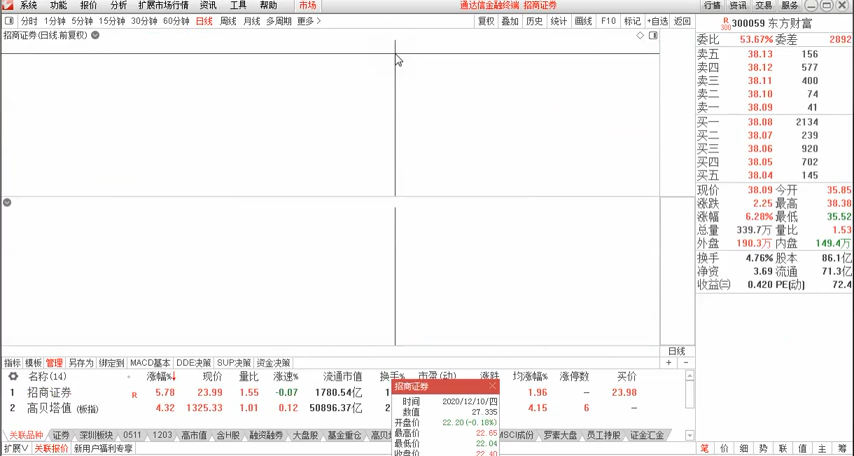 系统 功能 报价 分析 扩展市场行情 资讯 工具 帮助 市场 通达信金融终端 招商证券 行情 资讯 交易 服务
分时 1分钟 5分钟 15分钟 30分钟 60分钟 日线 周线 月线 多周期 更多> 复权 叠加 历史 统计 画线 F10 标记 +自选 返回
招商证券(日线 前复权)
R 300 300059 东方财富
委比 53.67% 委差 2892
卖五 38.13 156
卖四 38.12 577
卖三 38.11 400
卖二 38.10 74
卖一 38.09 41
买一 38.08 2134
买二 38.07 239
买三 38.06 920
买四 38.05 702
买五 38.04 145
现价 38.09 今开 35.85
涨跌 2.25 最高 38.38
涨幅 6.28% 最低 35.52
总量 339.7万 量比 1.53
外盘 190.3万 内盘 149.4万
换手 4.76% 股本 86.1亿
净资 3.69 流通 71.3亿
收益㈢ 0.420 PE(动) 72.4
日线
指标 模板 管理 另存为 绑定到 MACD基本 DDE决策 SUP决策 资金决策 + -
名称(14) 涨幅%↓ 现价 量比 涨速% 流通市值 换手% 市盈(动) 涨跌 均涨幅% 涨停数 买价
1 招商证券 R 5.78 23.99 1.55 -0.07 1780.54亿 1.96 — 23.98
2 高贝塔值(板指) 4.32 1325.33 1.01 0.12 50896.37亿 4.15 6 —
招商证券
时间 2020/12/10/四
数值 27.335
开盘价 22.20(-0.18%)
最高价 22.65
最低价 22.04
收盘价 22.40
关联品种 证券 深圳板块 0511 1203 高市值 含H股 融资融券 大盘股 基金重仓 MSCI成份 罗素大盘 员工持股 证金汇金
扩展∨ 关联报价 新用户福利专享 笔 价 细 势 联 值 主 筹